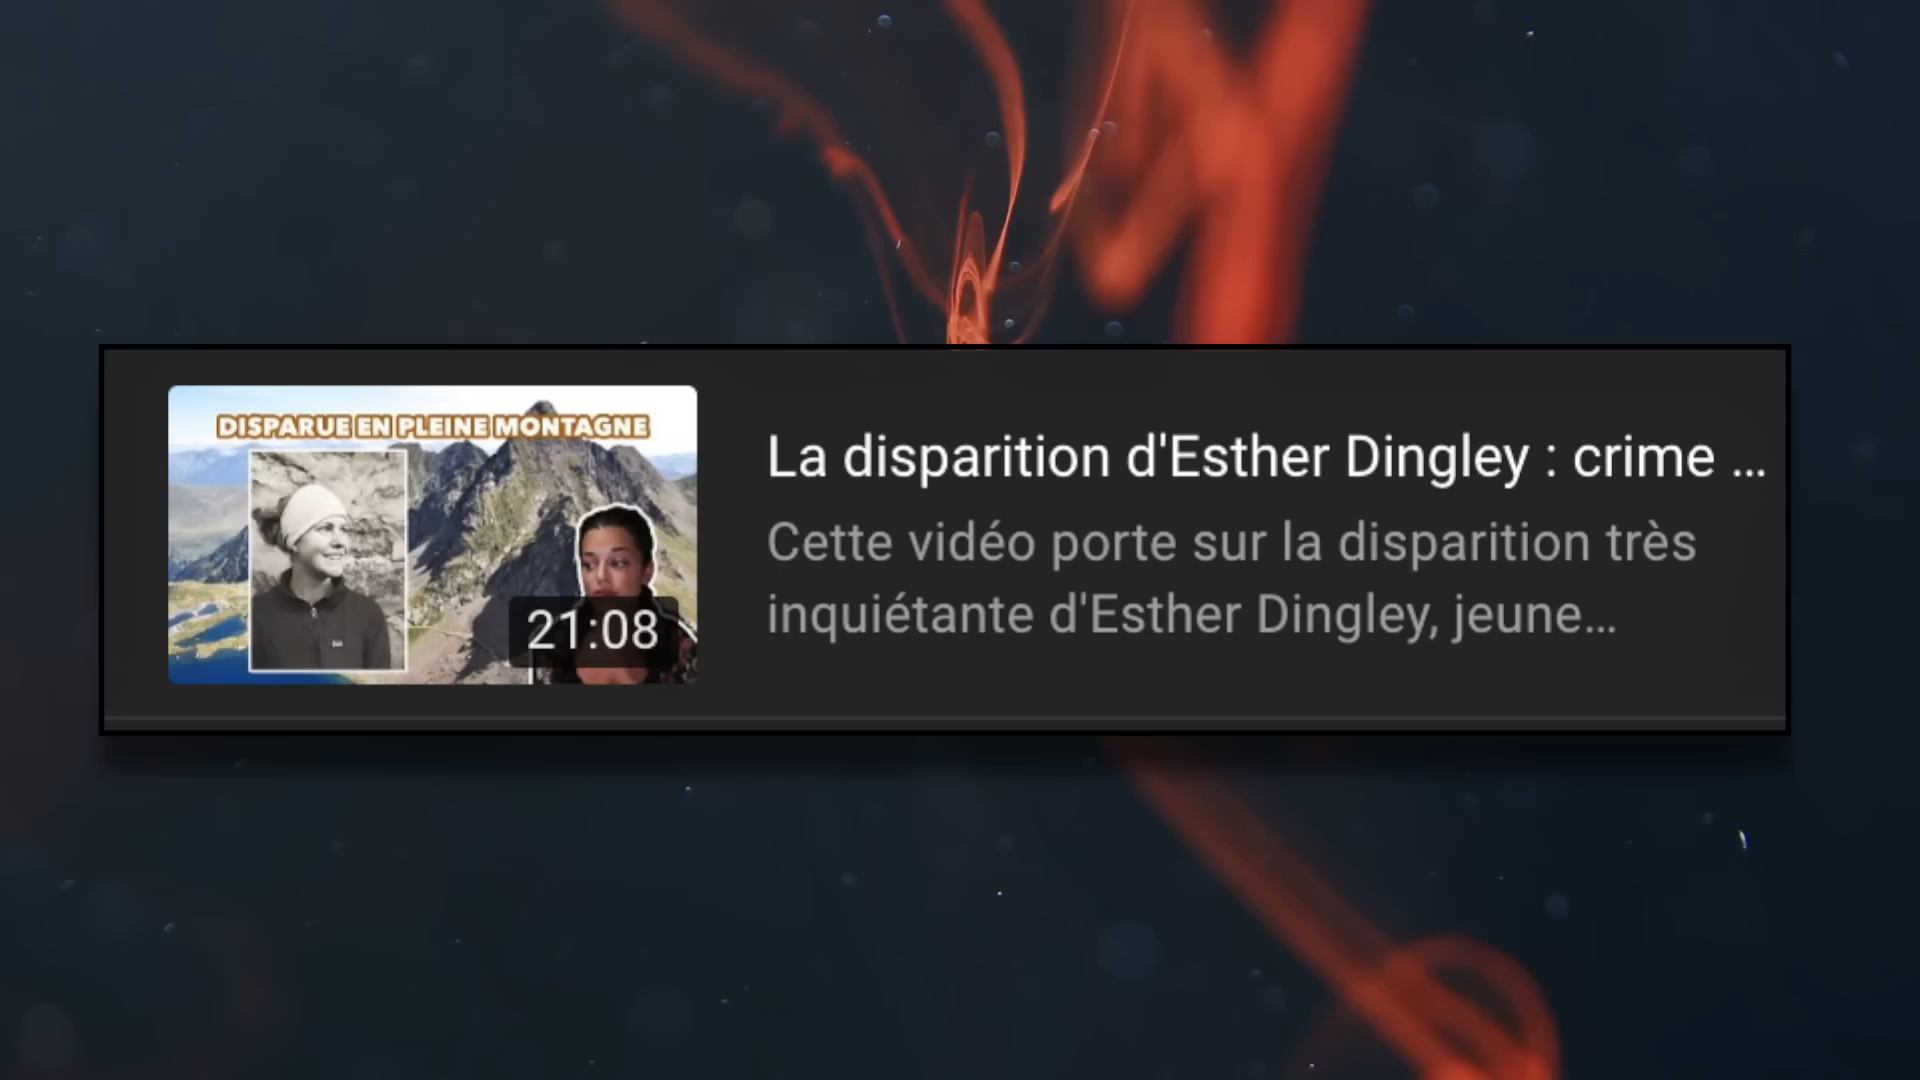 DISPARUE EN PLEINE MONTAGNE
21:08
La disparition d'Esther Dingley : crime ...
Cette vidéo porte sur la disparition très
inquiétante d'Esther Dingley, jeune...